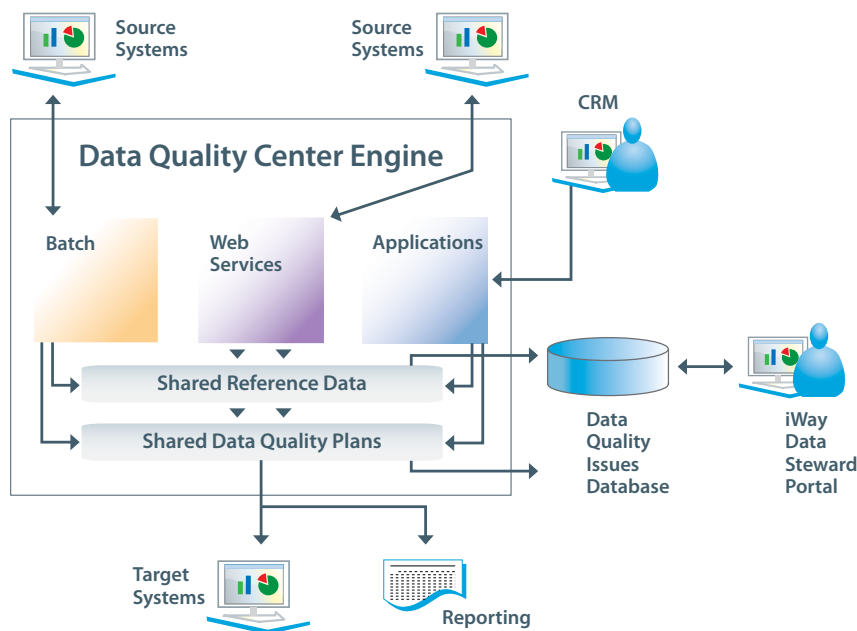 Source
Systems
Source
Systems
CRM
Data Quality Center Engine
Batch
Web
Services
Applications
Shared Reference Data
Shared Data Quality Plans
Data
Quality
Issues
Database
iWay
Data
Steward
Portal
Target
Systems
Reporting